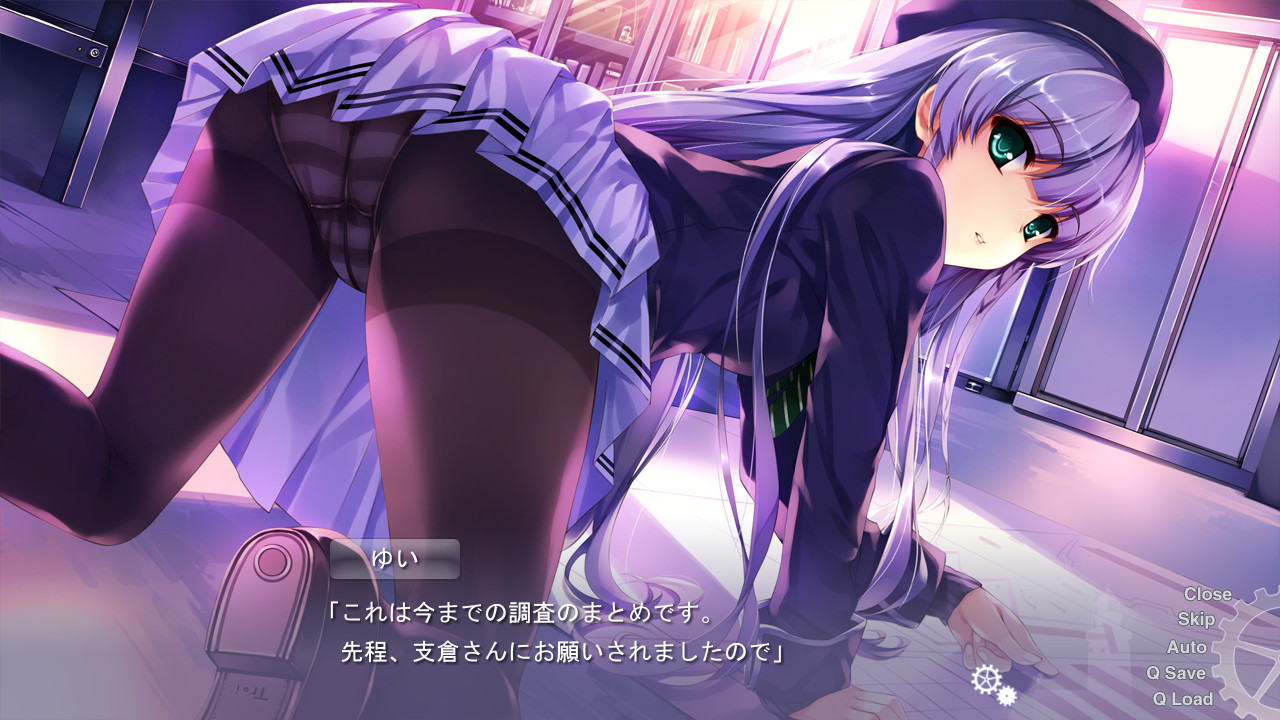 ゆい
「これは今までの調査のまとめです。
先程、支倉さんにお願いされましたので」
Close
Skip
Auto
Q Save
Q Load